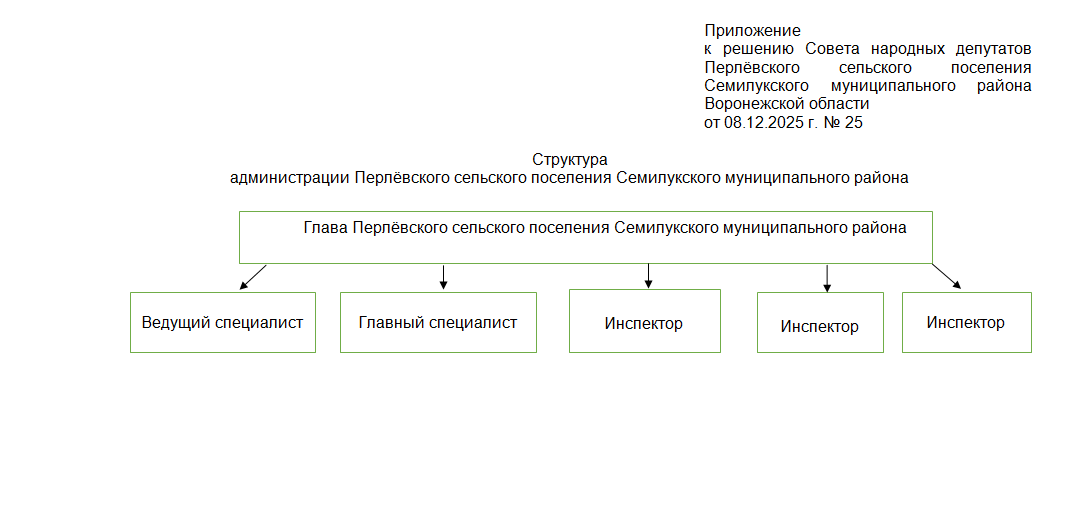 Приложение
к решению Совета народных депутатов
Перлёвского сельского поселения
Семилукского муниципального района
Воронежской области
от 08.12.2025 г. № 25
Структура
администрации Перлёвского сельского поселения Семилукского муниципального района
Глава Перлёвского сельского поселения Семилукского муниципального района
Ведущий специалист
Главный специалист
Инспектор
Инспектор
Инспектор